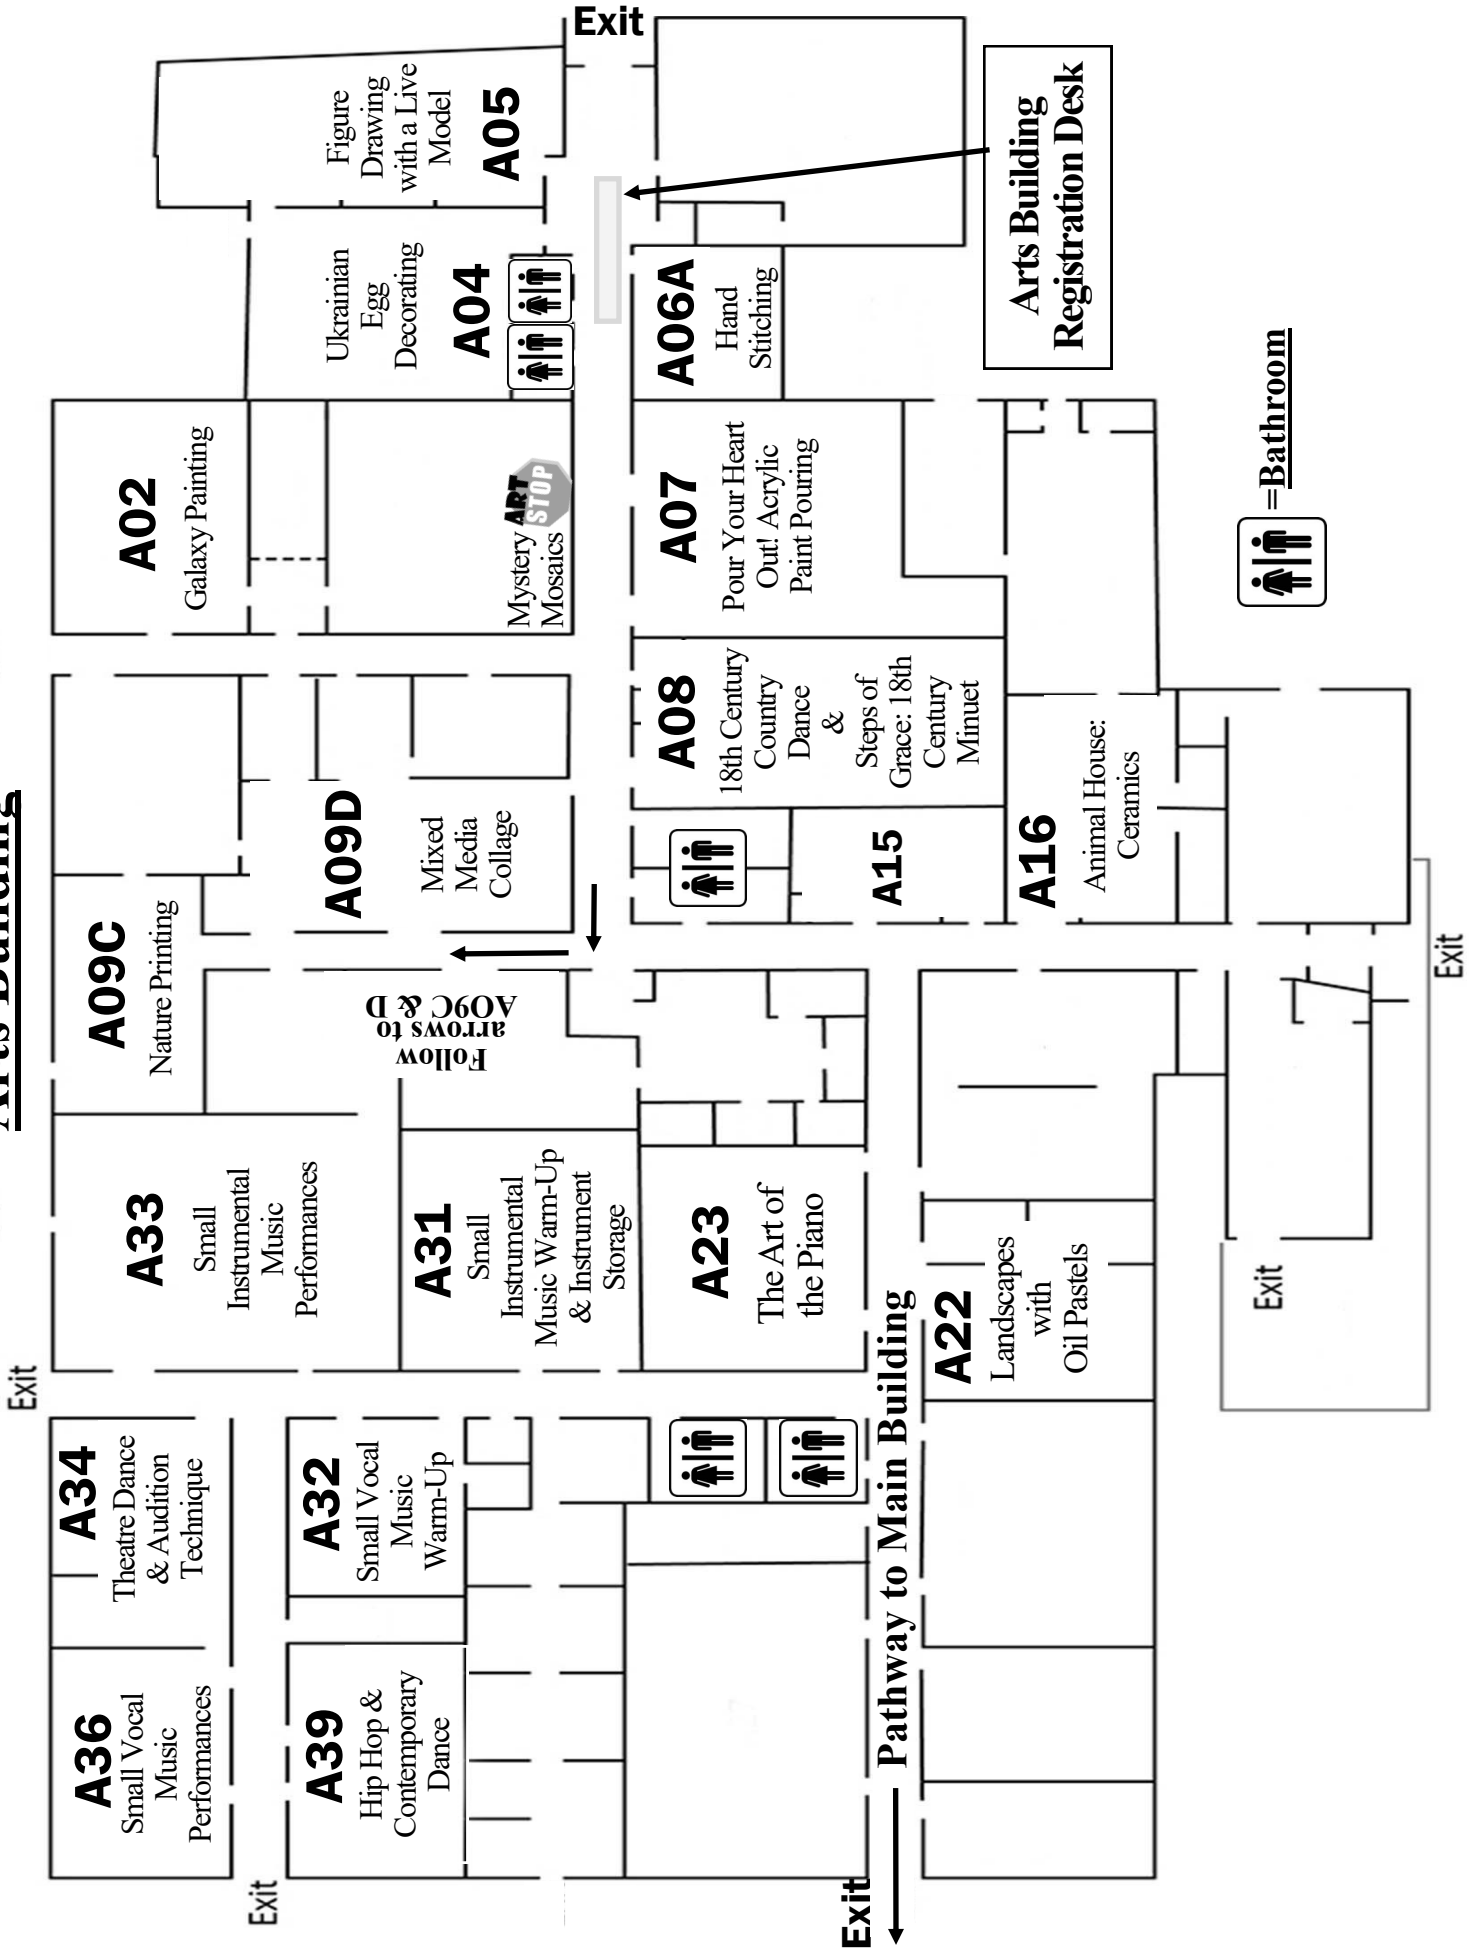 Arts Building
Exit
A34
Theatre Dance
& Audition
Technique
A36
Small Vocal
Music
Performances
Exit
A32
Small Vocal
Music
Warm-Up
A39
Hip Hop &
Contemporary
Dance
A33
Small
Instrumental
Music
Performances
A31
Small
Instrumental
Music Warm-Up
& Instrument
Storage
A23
The Art of
the Piano
Exit
Pathway to Main Building
A22
Landscapes
with
Oil Pastels
A09C
Nature Printing
Follow
arrows to
AO9C & D
A09D
Mixed
Media
Collage
A02
Galaxy Painting
Mystery
Mosaics
ART
STOP
A04
Ukrainian
Egg
Decorating
A05
Figure
Drawing
with a Live
Model
Exit
A06A
Hand
Stitching
A07
Pour Your Heart
Out! Acrylic
Paint Pouring
A08
18th Century
Country
Dance
&
Steps of
Grace: 18th
Century
Minuet
A15
A16
Animal House:
Ceramics
Arts Building
Registration Desk
=Bathroom
Exit
Exit